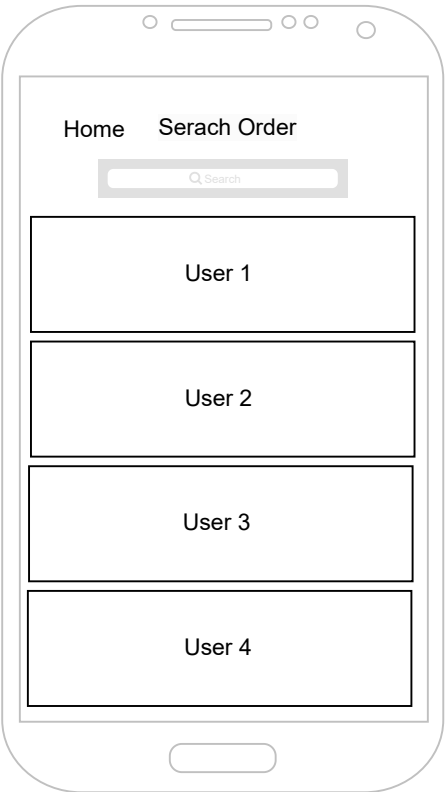 Home
Serach Order
Search
User 1
User 2
User 3
User 4